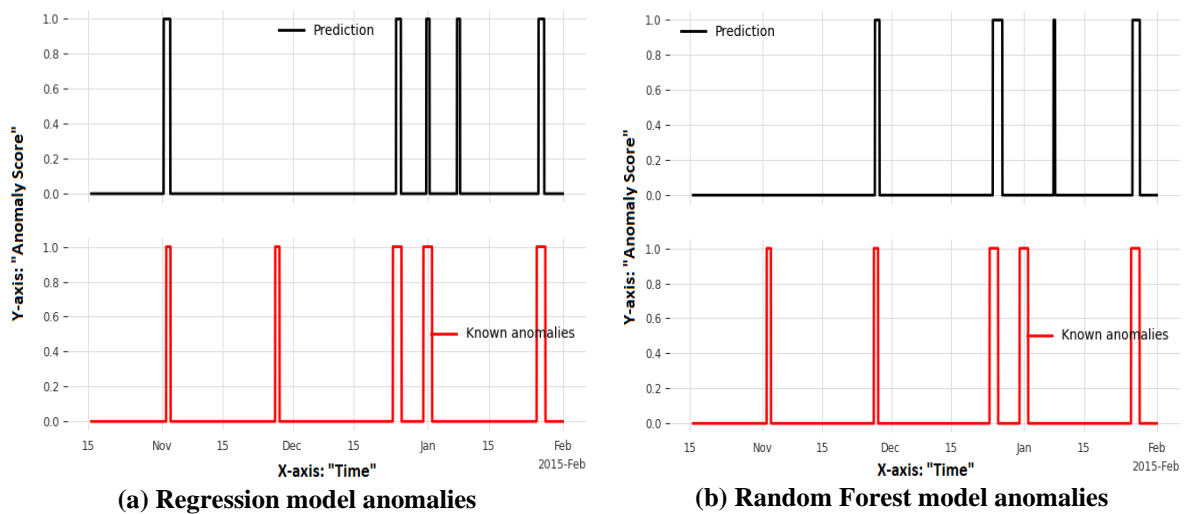 Y-axis: "Anomaly Score"
1.0
0.8
0.6
0.4
0.2
0.0
Prediction
1.0
0.8
0.6
0.4
0.2
0.0
Known anomalies
15 Nov 15 Dec 15 Jan 15 Feb
2015-Feb
X-axis: "Time"
(a) Regression model anomalies
Y-axis: "Anomaly Score"
1.0
0.8
0.6
0.4
0.2
0.0
Prediction
1.0
0.8
0.6
0.4
0.2
0.0
Known anomalies
15 Nov 15 Dec 15 Jan 15 Feb
2015-Feb
X-axis: "Time"
(b) Random Forest model anomalies